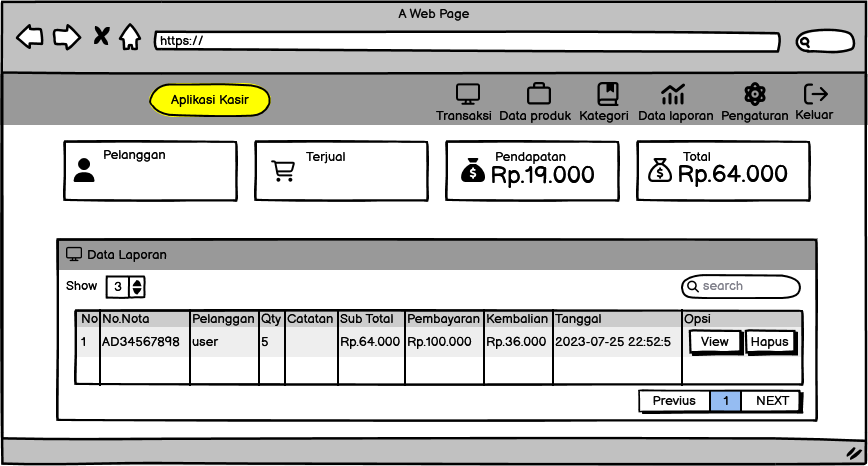 A Web Page
https://
Aplikasi Kasir
Transaksi Data produk Kategori Data laporan Pengaturan Keluar
Pelanggan
Terjual
Pendapatan
Rp.19.000
Total
Rp.64.000
Data Laporan
Show 3
search
No No.Nota Pelanggan Qty Catatan Sub Total Pembayaran Kembalian Tanggal Opsi
1 AD34567898 user 5 Rp.64.000 Rp.100.000 Rp.36.000 2023-07-25 22:52:5 View Hapus
Previus 1 NEXT